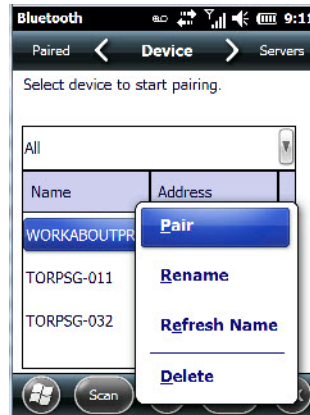 Bluetooth 9:11
Paired Device Servers
Select device to start pairing.
All
Name Address
WORKABOUTPR
Pair
TORPSG-011
Rename
TORPSG-032
Refresh Name
Delete
Scan